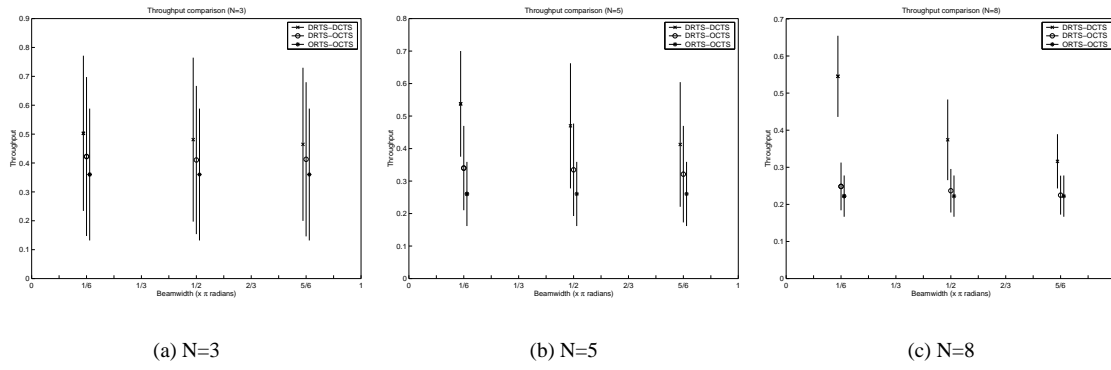 Throughput comparison (N=3)
DRTS-DCTS
DRTS-OCTS
ORTS-OCTS
Throughput
0.9
0.8
0.7
0.6
0.5
0.4
0.3
0.2
0.1
0
0 1/6 1/3 1/2 2/3 5/6 1
Beamwidth (x π radians)
(a) N=3
Throughput comparison (N=5)
DRTS-DCTS
DRTS-OCTS
ORTS-OCTS
Throughput
0.8
0.7
0.6
0.5
0.4
0.3
0.2
0.1
0
0 1/6 1/3 1/2 2/3 5/6 1
Beamwidth (x π radians)
(b) N=5
Throughput comparison (N=8)
DRTS-DCTS
DRTS-OCTS
ORTS-OCTS
Throughput
0.7
0.6
0.5
0.4
0.3
0.2
0.1
0
0 1/6 1/3 1/2 2/3 5/6
Beamwidth (x π radians)
(c) N=8